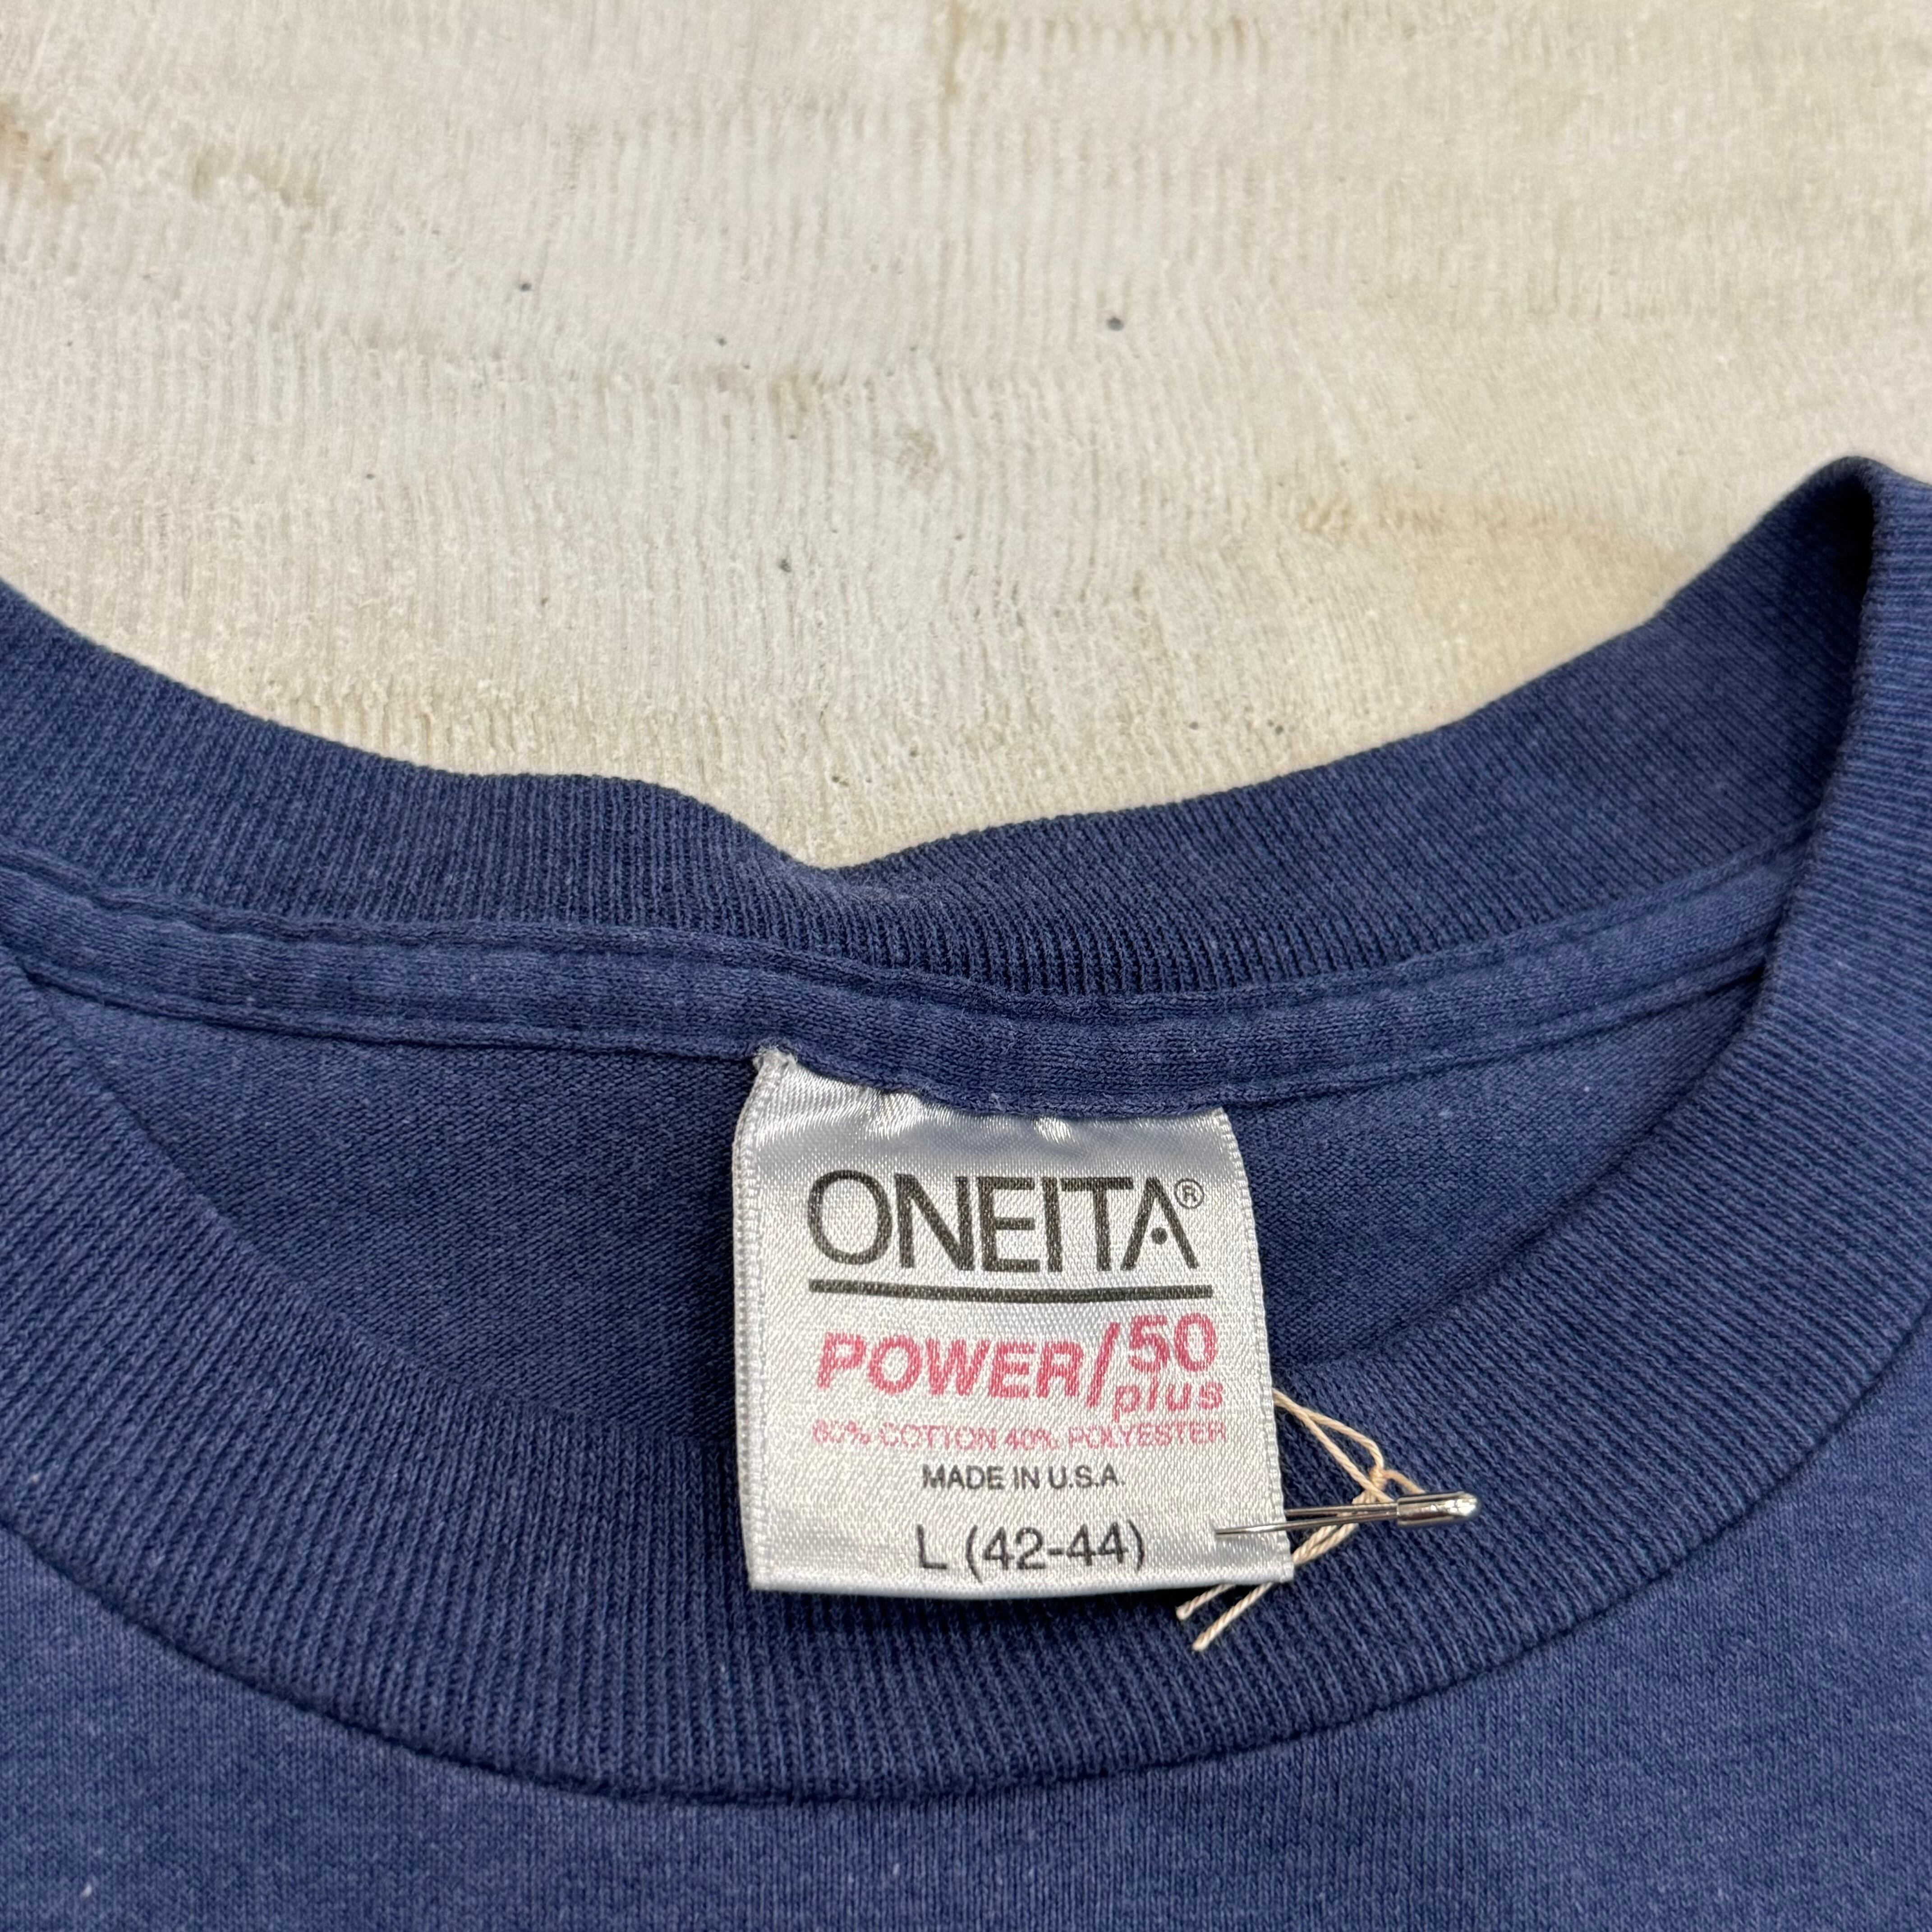 ONEITA®
POWER/50 plus
60% COTTON 40% POLYESTER
MADE IN U.S.A.
L (42-44)